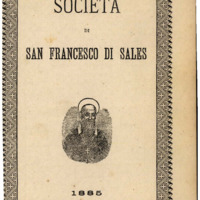 SOCIETÀ
DI
SAN FRANCESCO DI SALES
1885